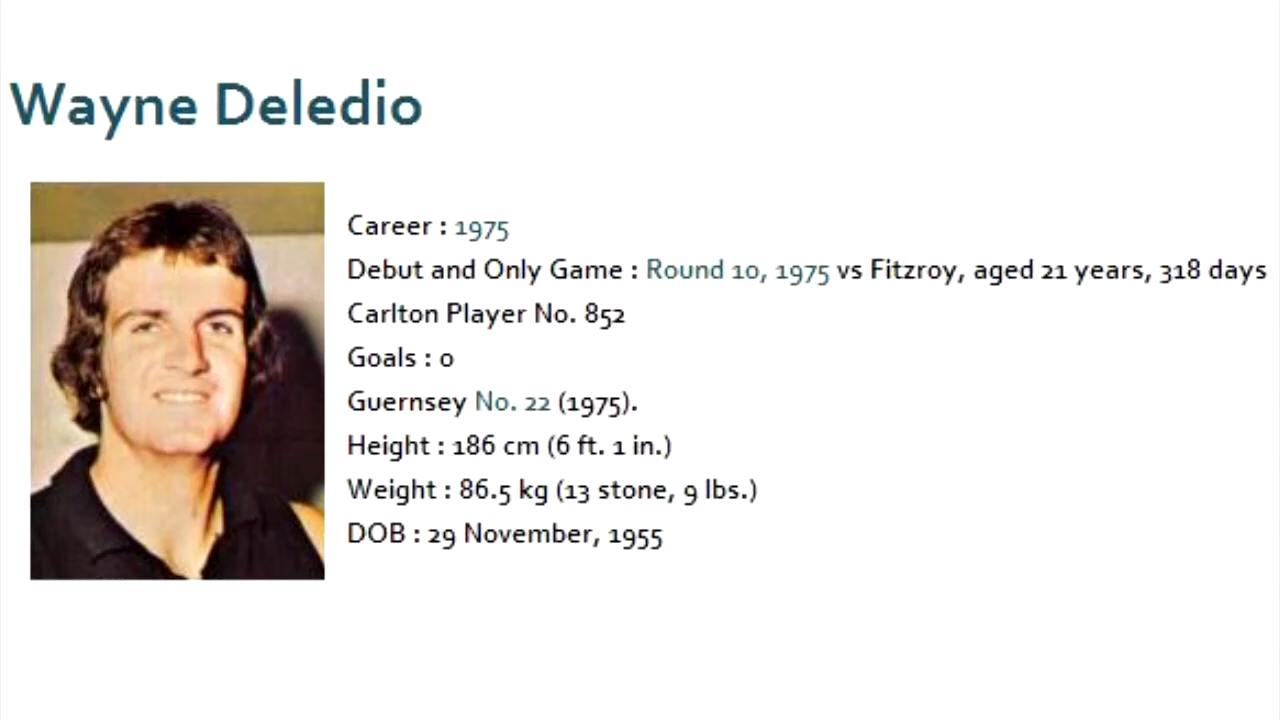 Wayne Deledio
Career : 1975
Debut and Only Game : Round 10, 1975 vs Fitzroy, aged 21 years, 318 days
Carlton Player No. 852
Goals : 0
Guernsey No. 22 (1975).
Height : 186 cm (6 ft. 1 in.)
Weight : 86.5 kg (13 stone, 9 lbs.)
DOB : 29 November, 1955